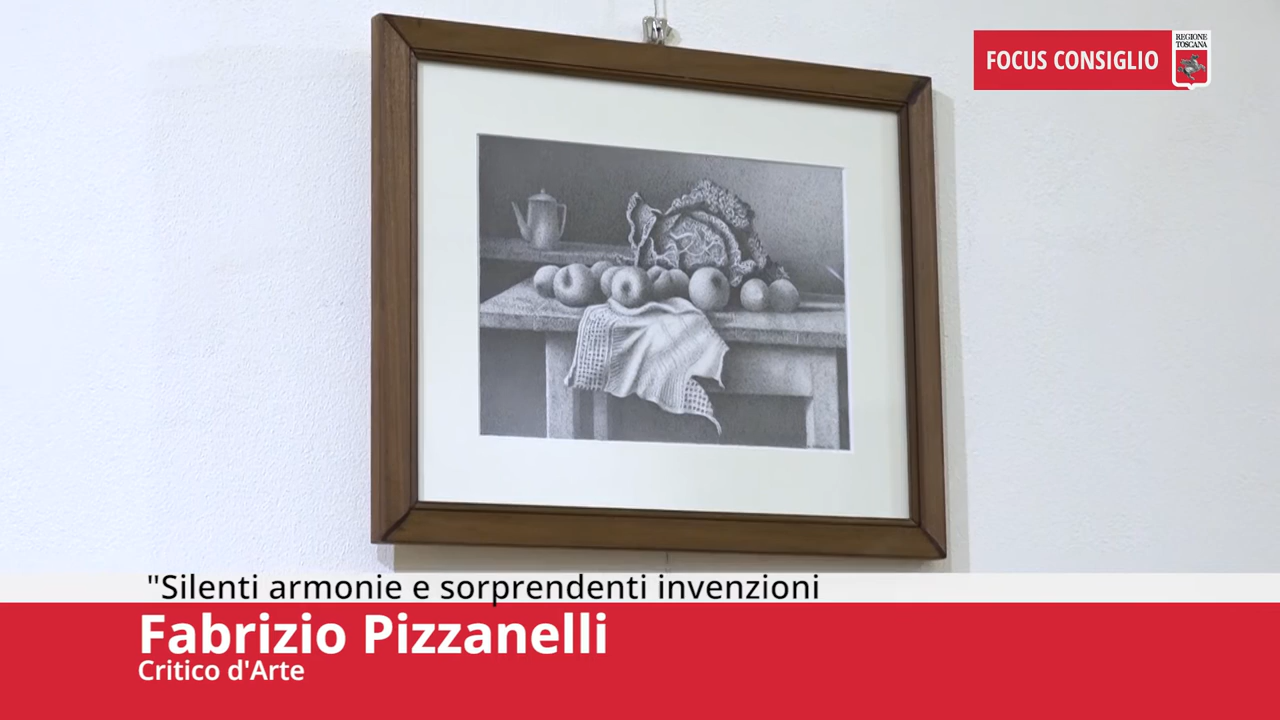 FOCUS CONSIGLIO
REGIONE
TOSCANA
"Silenti armonie e sorprendenti invenzioni
Fabrizio Pizzanelli
Critico d'Arte